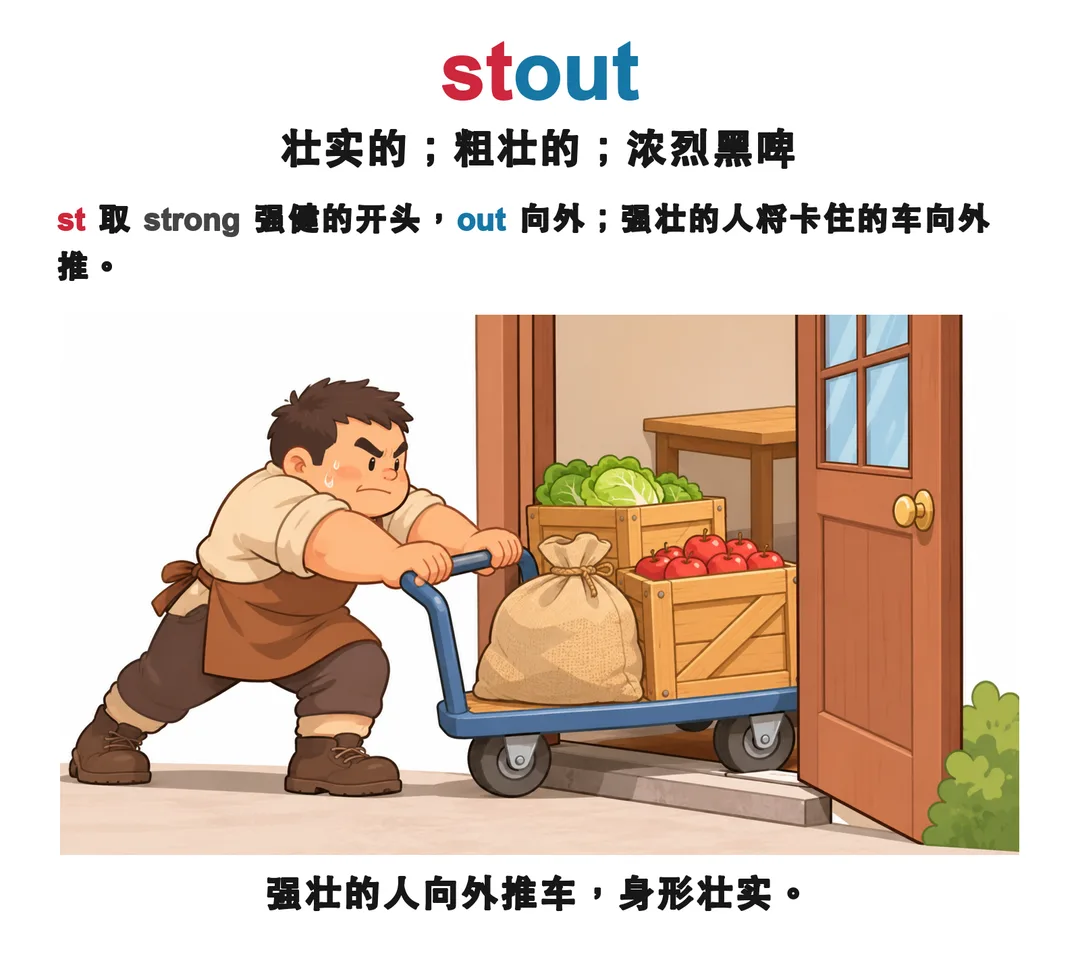 stout
壮实的；粗壮的；浓烈黑啤
st 取 strong 强健的开头，out 向外；强壮的人将卡住的车向外
推。
强壮的人向外推车，身形壮实。